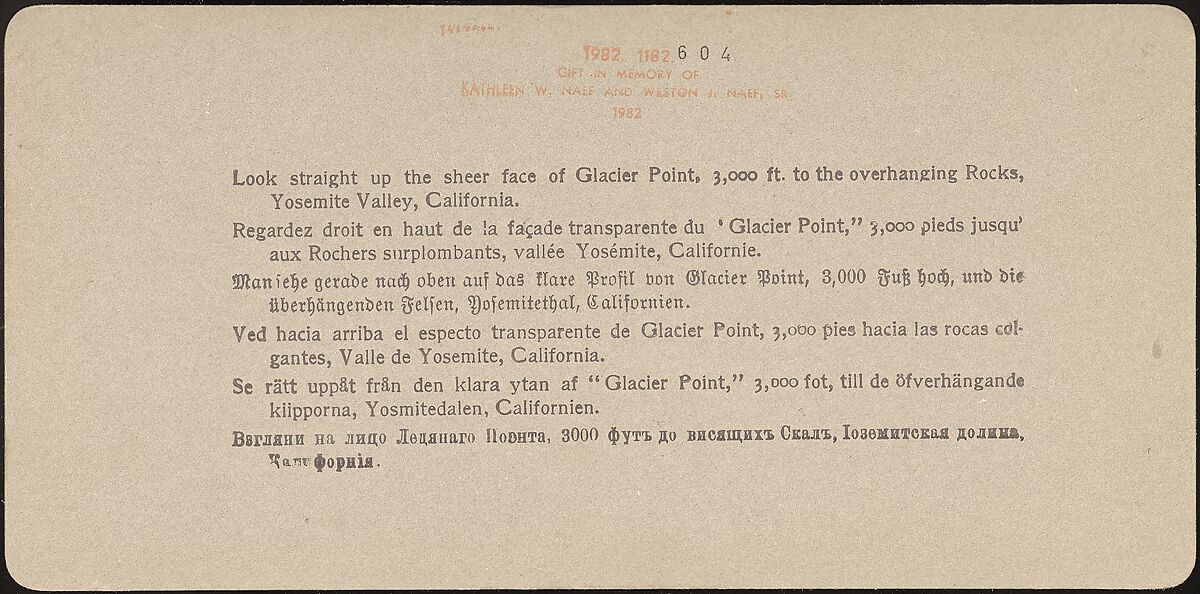 1982. 1182.604
GIFT IN MEMORY OF
KATHLEEN W. NAEF AND WESTON J. NAEF, SR.
1982
Look straight up the sheer face of Glacier Point, 3,000 ft. to the overhanging Rocks,
Yosemite Valley, California.
Regardez droit en haut de la façade transparente du ‘Glacier Point,” 3,000 pieds jusqu’
aux Rochers surplombants, vallée Yosémite, Californie.
Man sehe gerade nach oben auf das klare Profil von Glacier Point, 3,000 Fuß hoch, und die
überhängenden Felsen, Yosemitethal, Californien.
Ved hacia arriba el especto transparente de Glacier Point, 3,000 pies hacia las rocas col-
gantes, Valle de Yosemite, California.
Se rätt uppåt från den klara ytan af “Glacier Point,” 3,000 fot, till de öfverhängande
klipporna, Yosmitedalen, Californien.
Взгляни на лицо Ледянаго Поинта, 3000 футъ до висящихъ Скалъ, Іоземитская долина,
Калифорнія.